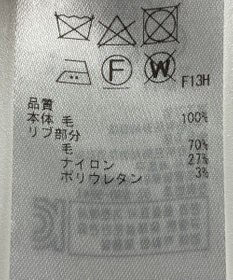 F
W
F13H
品質
本体 毛 100%
リブ部分
毛 70%
ナイロン 27%
ポリウレタン 3%